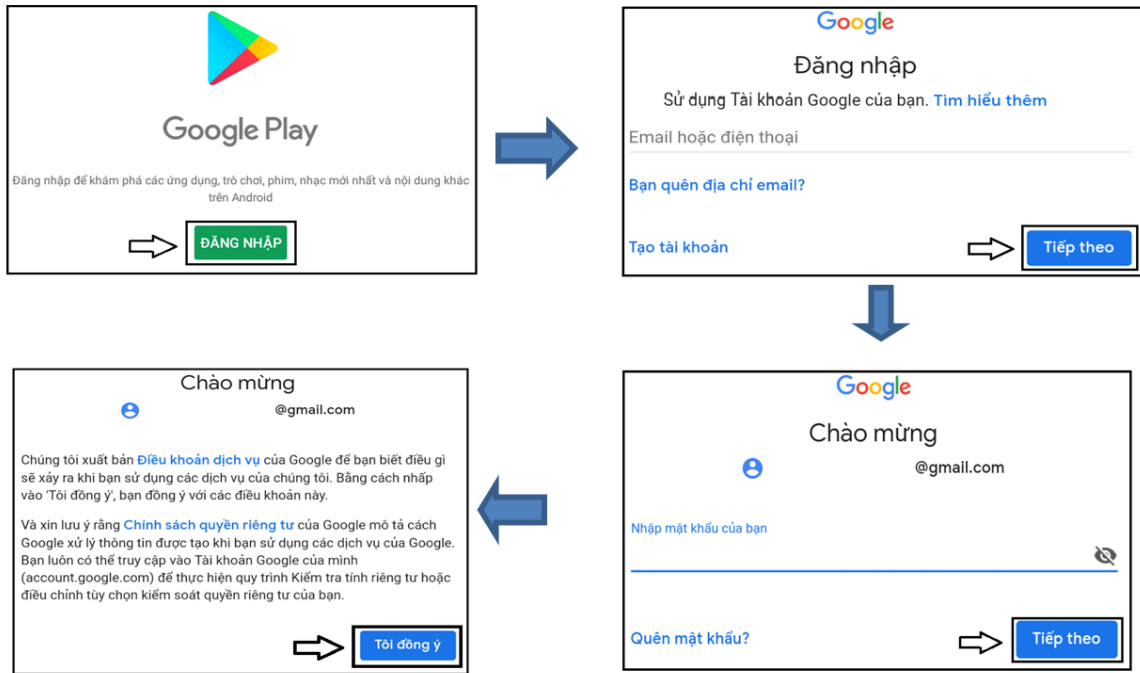 Google Play
Đăng nhập để khám phá các ứng dụng, trò chơi, phim, nhạc mới nhất và nội dung khác
trên Android
ĐĂNG NHẬP
Google
Đăng nhập
Sử dụng Tài khoản Google của bạn. Tìm hiểu thêm
Email hoặc điện thoại
Bạn quên địa chỉ email?
Tạo tài khoản
Tiếp theo
Google
Chào mừng
@gmail.com
Nhập mật khẩu của bạn
Quên mật khẩu?
Tiếp theo
Chào mừng
@gmail.com
Chúng tôi xuất bản Điều khoản dịch vụ của Google để bạn biết điều gì
sẽ xảy ra khi bạn sử dụng các dịch vụ của chúng tôi. Bằng cách nhấp
vào 'Tôi đồng ý', bạn đồng ý với các điều khoản này.
Và xin lưu ý rằng Chính sách quyền riêng tư của Google mô tả cách
Google xử lý thông tin được tạo khi bạn sử dụng các dịch vụ của Google.
Bạn luôn có thể truy cập vào Tài khoản Google của mình
(account.google.com) để thực hiện quy trình Kiểm tra tính riêng tư hoặc
điều chỉnh tùy chọn kiểm soát quyền riêng tư của bạn.
Tôi đồng ý